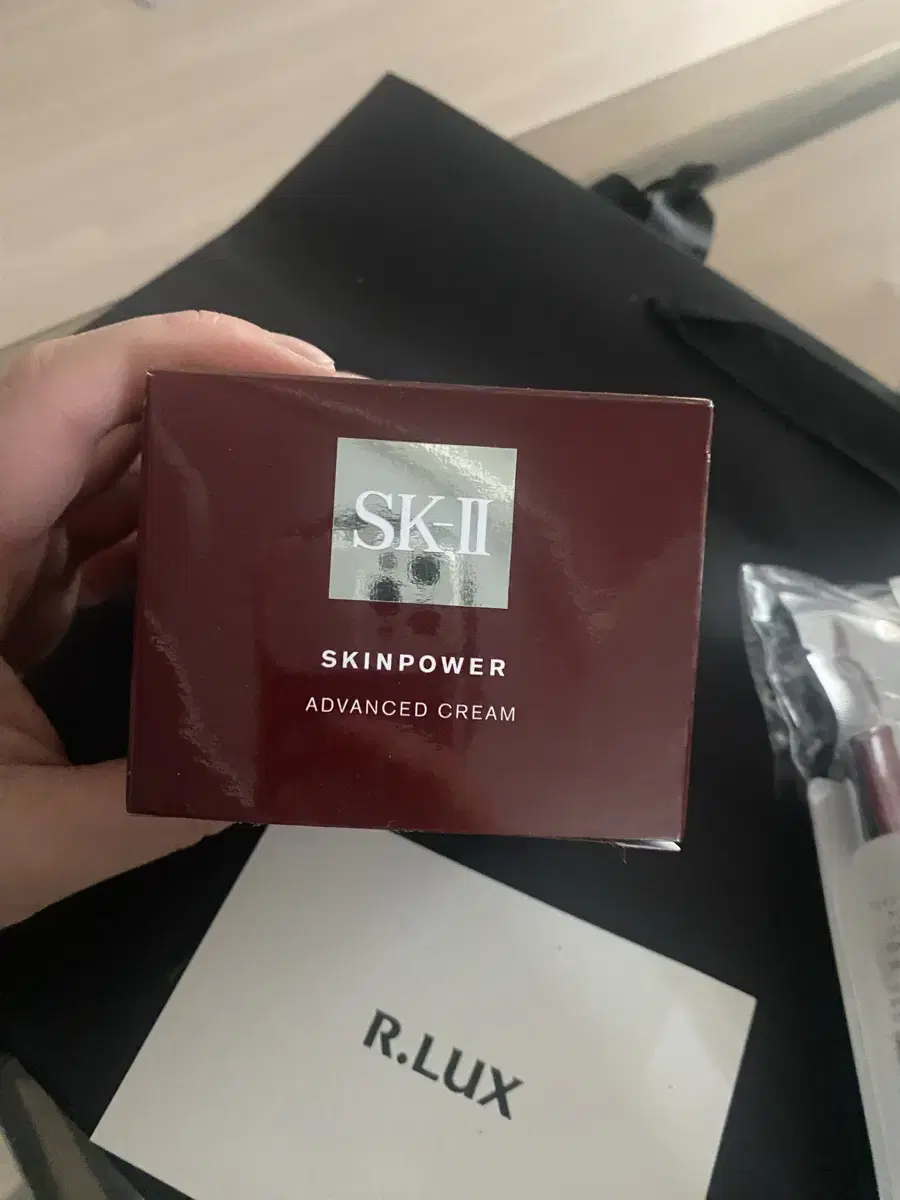 SK-II
SKINPOWER
ADVANCED CREAM
R.LUX